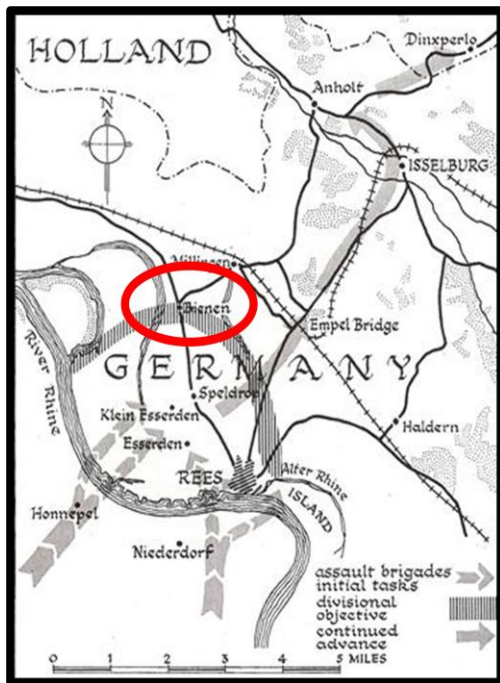 HOLLAND
Dinxperlo
Anholt
N
ISSELBURG
Millingen
Bienen
Empel Bridge
River Rhine
GERMANY
Speldrop
Klein Esserden
Esserden
Haldern
REES
Alter Rhine
ISLAND
Honnepel
Niederdorf
assault brigades
initial tasks
divisional
objective
continued
advance
0 1 2 3 4 5 MILES